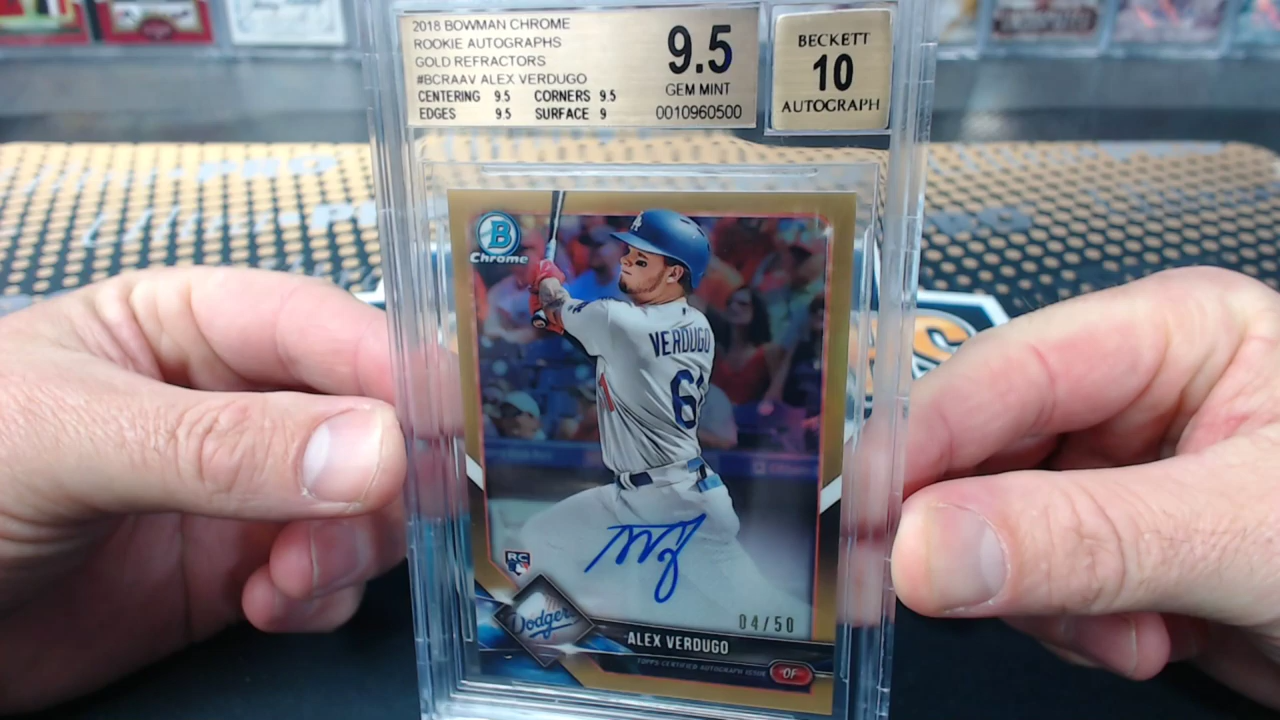 2018 BOWMAN CHROME
ROOKIE AUTOGRAPHS
GOLD REFRACTORS
#BCRAAV ALEX VERDUGO
CENTERING 9.5 CORNERS 9.5
EDGES 9.5 SURFACE 9
9.5
GEM MINT
0010960500
BECKETT
10
AUTOGRAPH
B
Chrome
LA
VERDUGO
61
RC
Dodgers
04/50
ALEX VERDUGO
TOPPS CERTIFIED AUTOGRAPH ISSUE
OF